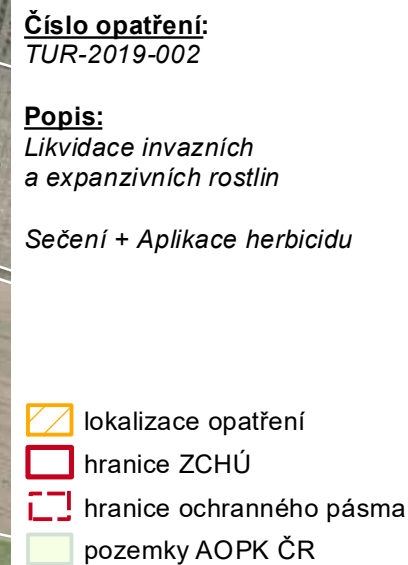 Číslo opatření:
TUR-2019-002
Popis:
Likvidace invazních
a expanzivních rostlin
Sečení + Aplikace herbicidu
lokalizace opatření
hranice ZCHÚ
hranice ochranného pásma
pozemky AOPK ČR